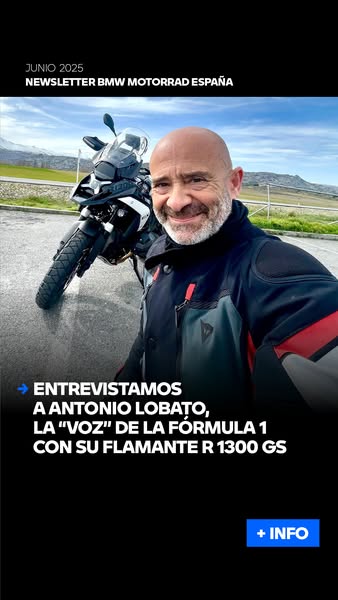 JUNIO 2025
NEWSLETTER BMW MOTORRAD ESPAÑA
→ ENTREVISTAMOS
A ANTONIO LOBATO,
LA “VOZ” DE LA FÓRMULA 1
CON SU FLAMANTE R 1300 GS
+ INFO